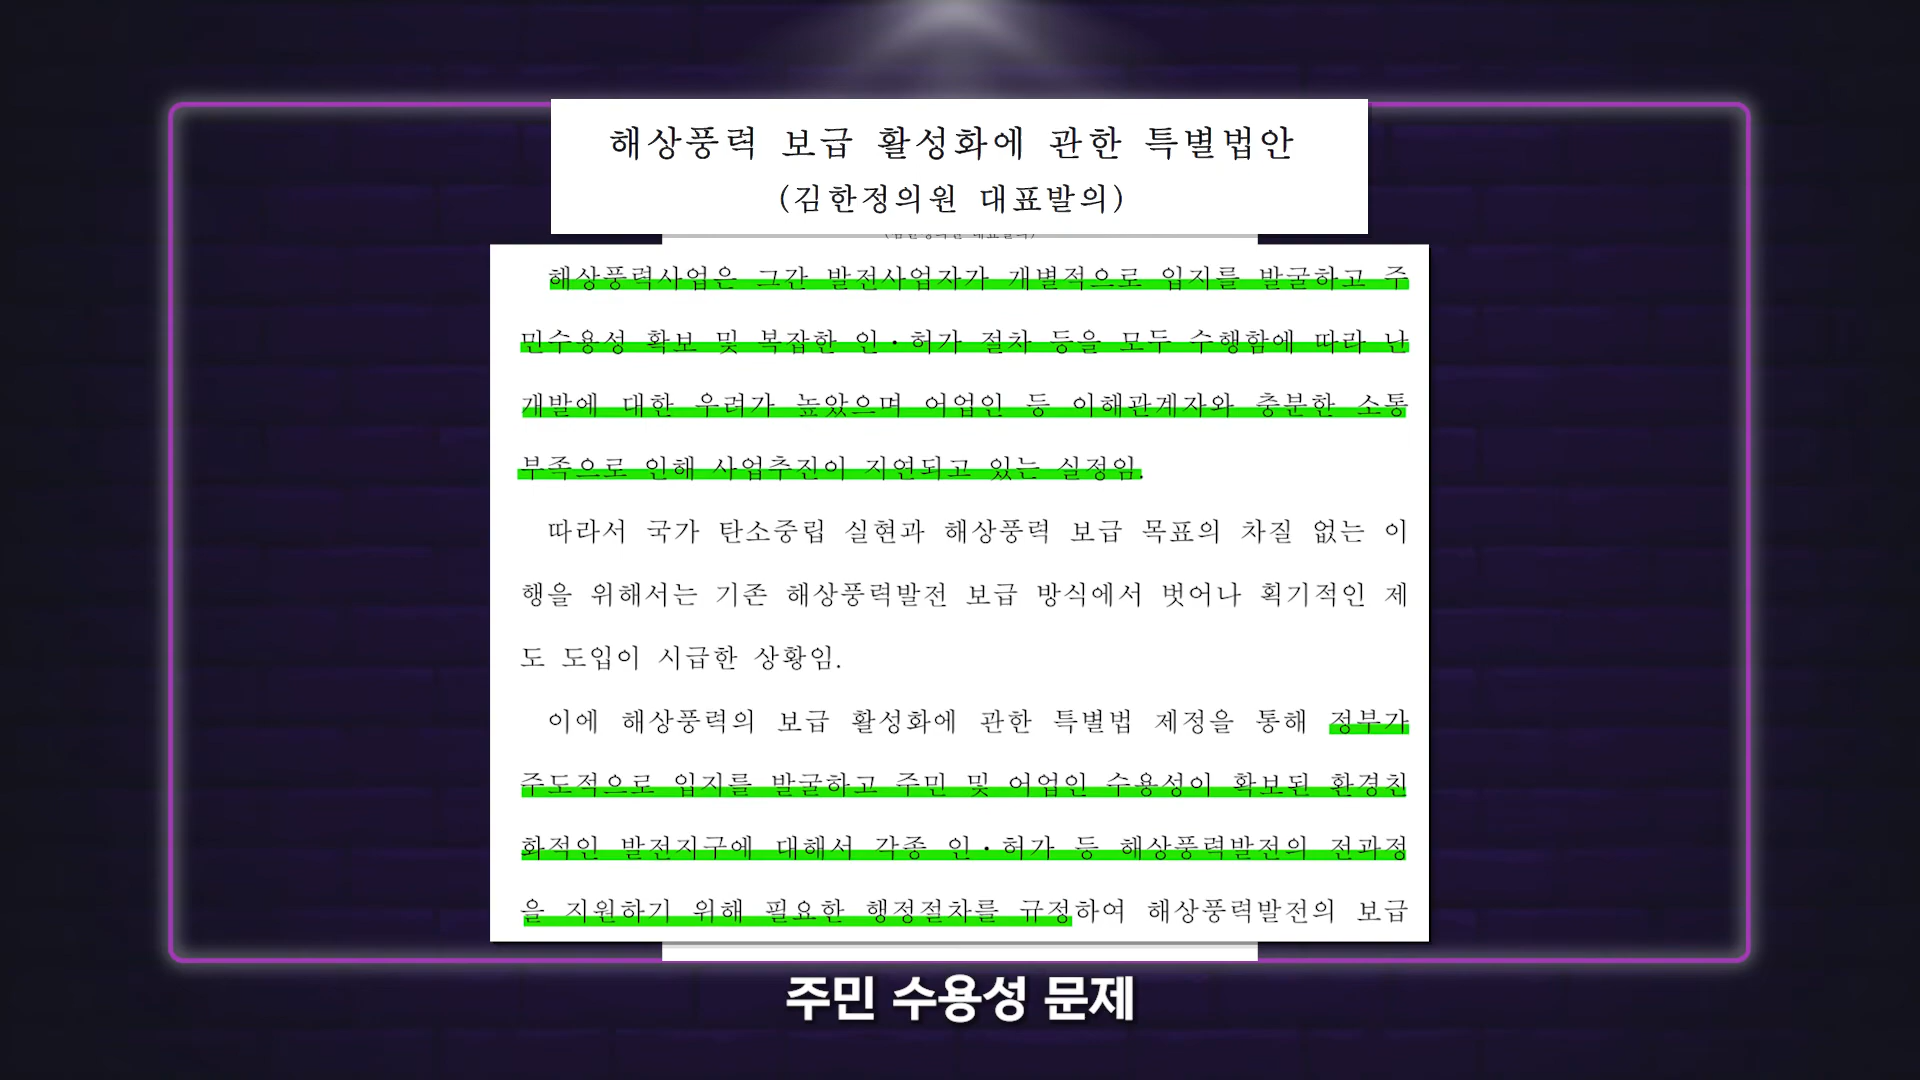 해상풍력 보급 활성화에 관한 특별법안
(김한정의원 대표발의)
(김한정의원 대표발의)
해상풍력사업은 그간 발전사업자가 개별적으로 입지를 발굴하고 주
민수용성 확보 및 복잡한 인·허가 절차 등을 모두 수행함에 따라 난
개발에 대한 우려가 높았으며 어업인 등 이해관계자와 충분한 소통
부족으로 인해 사업추진이 지연되고 있는 실정임.
따라서 국가 탄소중립 실현과 해상풍력 보급 목표의 차질 없는 이
행을 위해서는 기존 해상풍력발전 보급 방식에서 벗어나 획기적인 제
도 도입이 시급한 상황임.
이에 해상풍력의 보급 활성화에 관한 특별법 제정을 통해 정부가
주도적으로 입지를 발굴하고 주민 및 어업인 수용성이 확보된 환경친
화적인 발전지구에 대해서 각종 인·허가 등 해상풍력발전의 전과정
을 지원하기 위해 필요한 행정절차를 규정하여 해상풍력발전의 보급
주민 수용성 문제